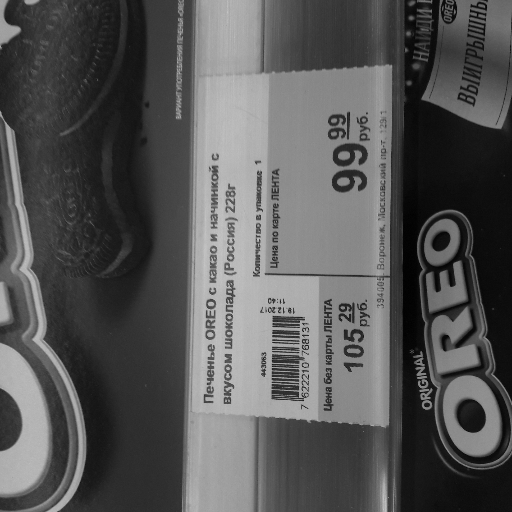 Печенье OREO с какао и начинкой с
вкусом шоколада (Россия) 228г
Количество в упаковке 1
Цена по карте ЛЕНТА
99 99
руб.
443063
19.12.2017
11:40
7 622210 768131
Цена без карты ЛЕНТА
105 29
руб.
394065, Воронеж, Московский пр-т, 129/1
ORIGINAL
OREO
OREO
НАЙДИ
ВЫИГРЫШНЫ